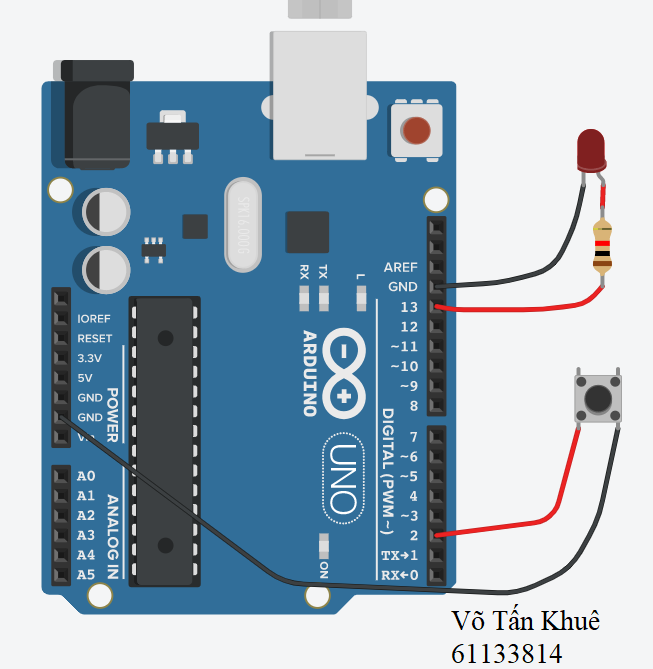 SPK16.000G
AREF
GND
13
12
~11
~10
~9
8
7
~6
~5
4
~3
2
TX→1
RX←0
RX
TX
L
ARDUINO
UNO
DIGITAL (PWM~)
ON
IOREF
RESET
3.3V
5V
GND
GND
POWER
A0
A1
A2
A3
A4
A5
ANALOG IN
Võ Tấn Khuê
61133814